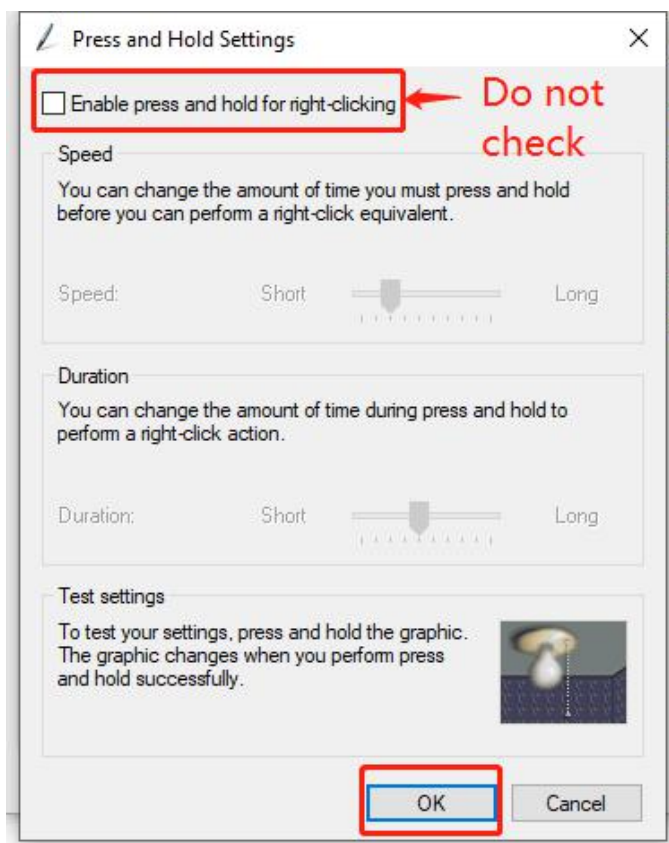 Press and Hold Settings
Enable press and hold for right-clicking
Do not
check
Speed
You can change the amount of time you must press and hold
before you can perform a right-click equivalent.
Speed: Short Long
Duration
You can change the amount of time during press and hold to
perform a right-click action.
Duration: Short Long
Test settings
To test your settings, press and hold the graphic.
The graphic changes when you perform press
and hold successfully.
OK Cancel